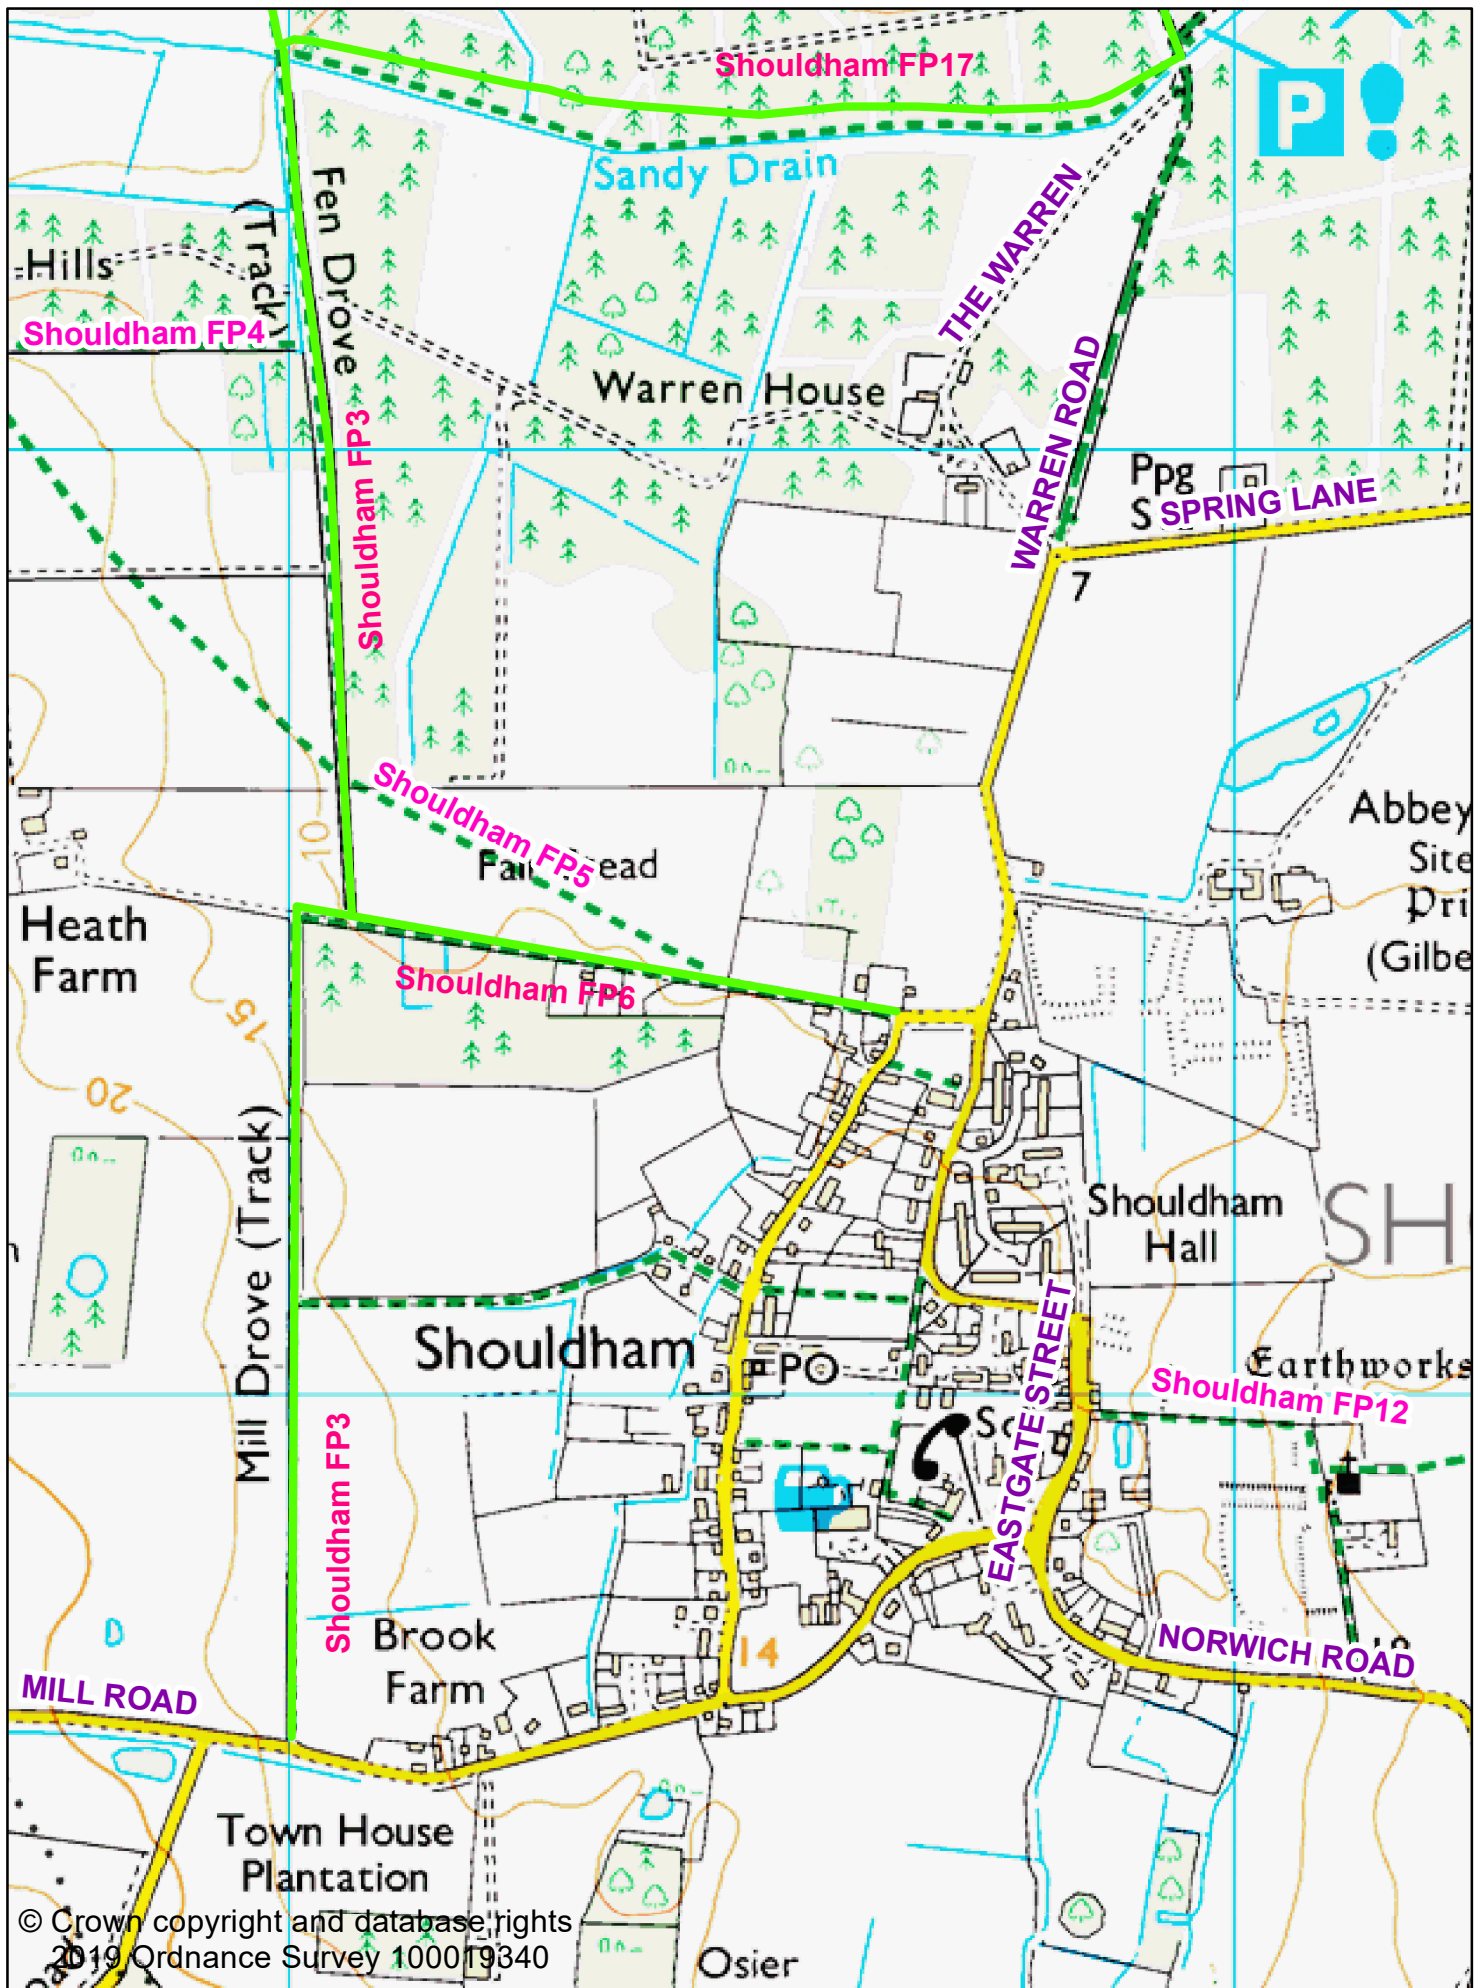 Shouldham FP17
P
Sandy Drain
Fen Drove
(Track)
THE WARREN
Hills
Shouldham FP4
Warren House
WARREN ROAD
Shouldham FP3
Ppg
SPRING LANE
7
Shouldham FP5
10
Abbey
Site
Pri
(Gilbe
Heath
Farm
Shouldham FP6
15
20
Mill Drove (Track)
Shouldham
Hall
SH
Shouldham
PO
EASTGATE STREET
Earthworks
Shouldham FP12
Shouldham FP3
Brook
Farm
14
NORWICH ROAD
MILL ROAD
Town House
Plantation
© Crown copyright and database rights
2019 Ordnance Survey 100019340
Osier